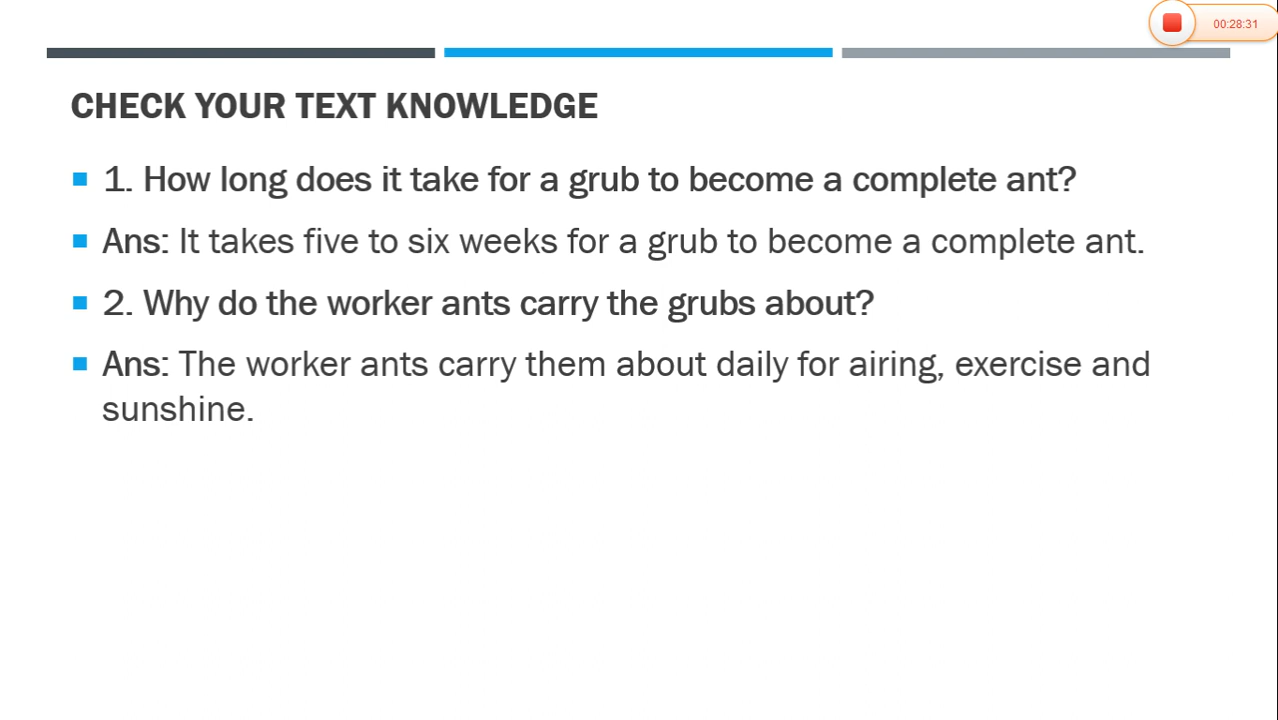 00:28:31
CHECK YOUR TEXT KNOWLEDGE
1. How long does it take for a grub to become a complete ant?
Ans: It takes five to six weeks for a grub to become a complete ant.
2. Why do the worker ants carry the grubs about?
Ans: The worker ants carry them about daily for airing, exercise and
sunshine.